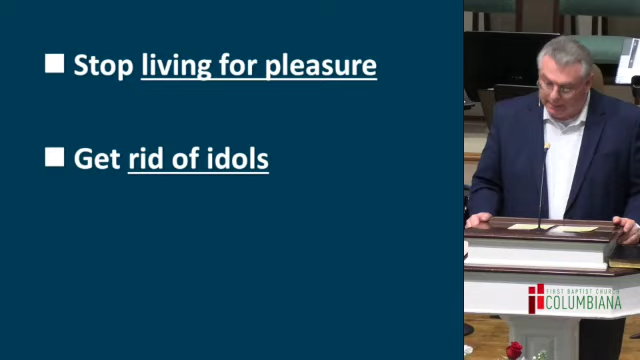 Stop living for pleasure
Get rid of idols
FIRST BAPTIST CHURCH
COLUMBIANA